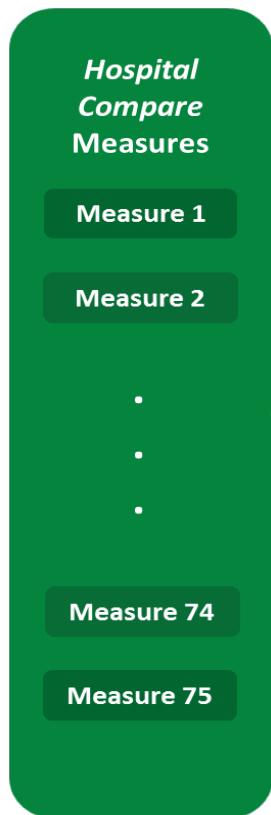 Hospital
Compare
Measures
Measure 1
Measure 2
.
.
.
Measure 74
Measure 75